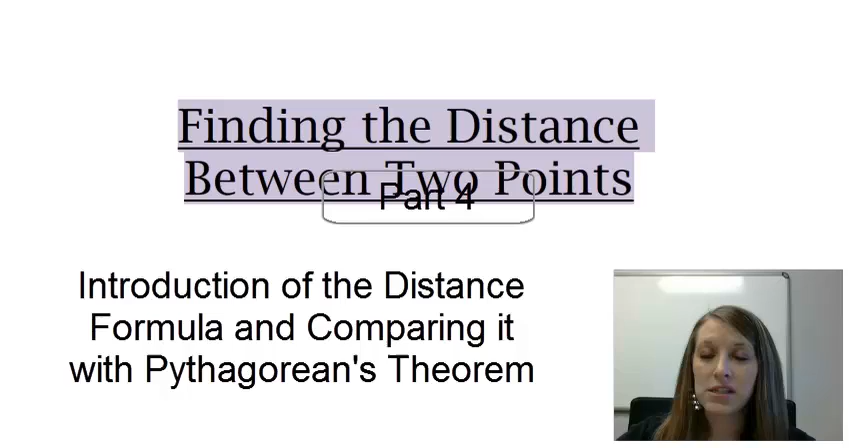 Finding the Distance
Between Two Points
Part 4
Introduction of the Distance
Formula and Comparing it
with Pythagorean's Theorem